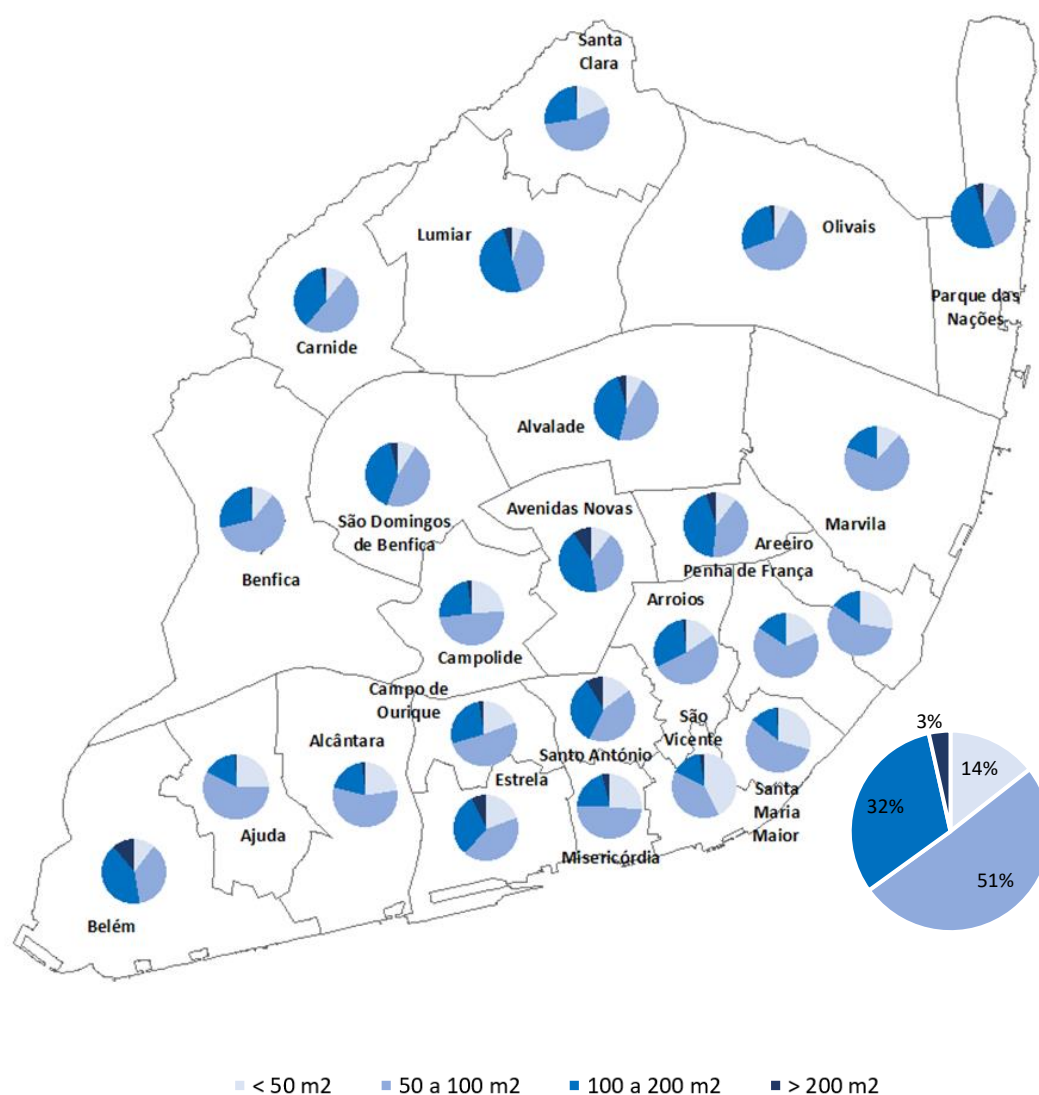 Santa
Clara
Lumiar
Olivais
Parque das
Nações
Carnide
Alvalade
Avenidas Novas
São Domingos
de Benfica
Marvila
Areeiro
Penha de França
Benfica
Arroios
Campolide
Campo de
Ourique
São
Vicente
Alcântara
Santo António
Estrela
Santa
Maria
Maior
Ajuda
Misericórdia
Belém
3%
14%
32%
51%
< 50 m2
50 a 100 m2
100 a 200 m2
> 200 m2